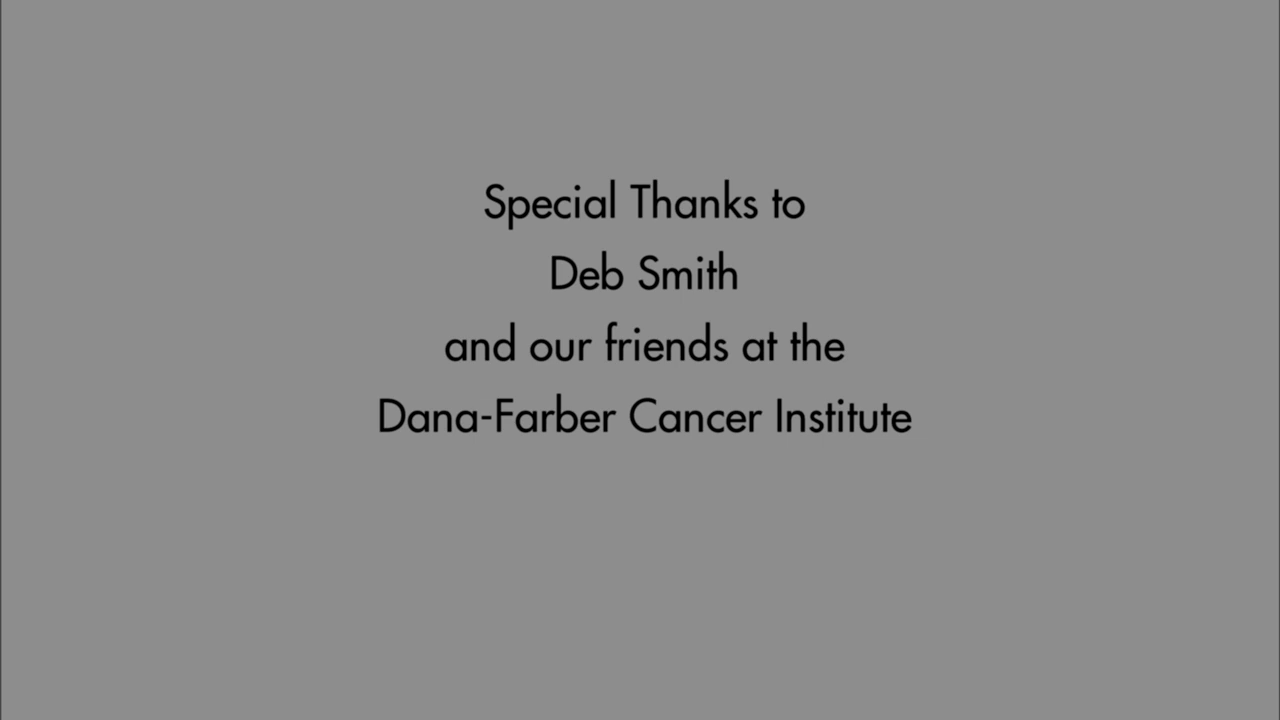 Special Thanks to
Deb Smith
and our friends at the
Dana-Farber Cancer Institute